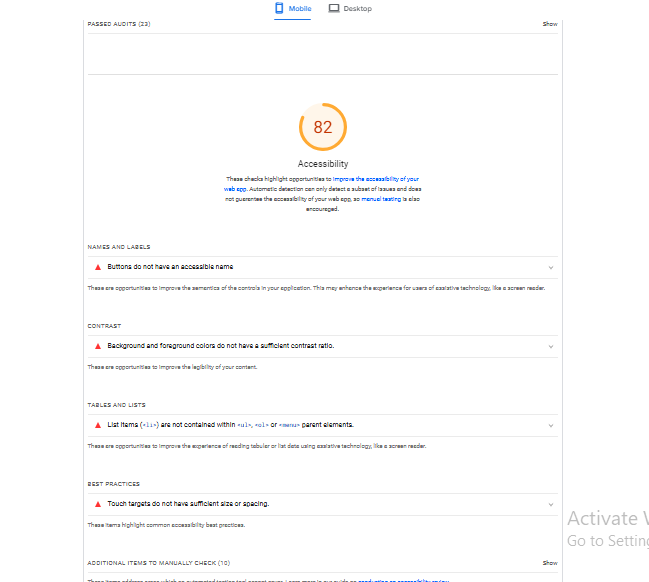 Mobile Desktop
PASSED AUDITS (23) Show
82
Accessibility
These checks highlight opportunities to improve the accessibility of your
web app. Automatic detection can only detect a subset of issues and does
not guarantee the accessibility of your web app, so manual testing is also
encouraged.
NAMES AND LABELS
Buttons do not have an accessible name
These are opportunities to improve the semantics of the controls in your application. This may enhance the experience for users of assistive technology, like a screen reader.
CONTRAST
Background and foreground colors do not have a sufficient contrast ratio.
These are opportunities to improve the legibility of your content.
TABLES AND LISTS
List items (<li>) are not contained within <ul>, <ol> or <menu> parent elements.
These are opportunities to improve the experience of reading tabular or list data using assistive technology, like a screen reader.
BEST PRACTICES
Touch targets do not have sufficient size or spacing.
These items highlight common accessibility best practices.
Activate
Go to Setting
ADDITIONAL ITEMS TO MANUALLY CHECK (10) Show